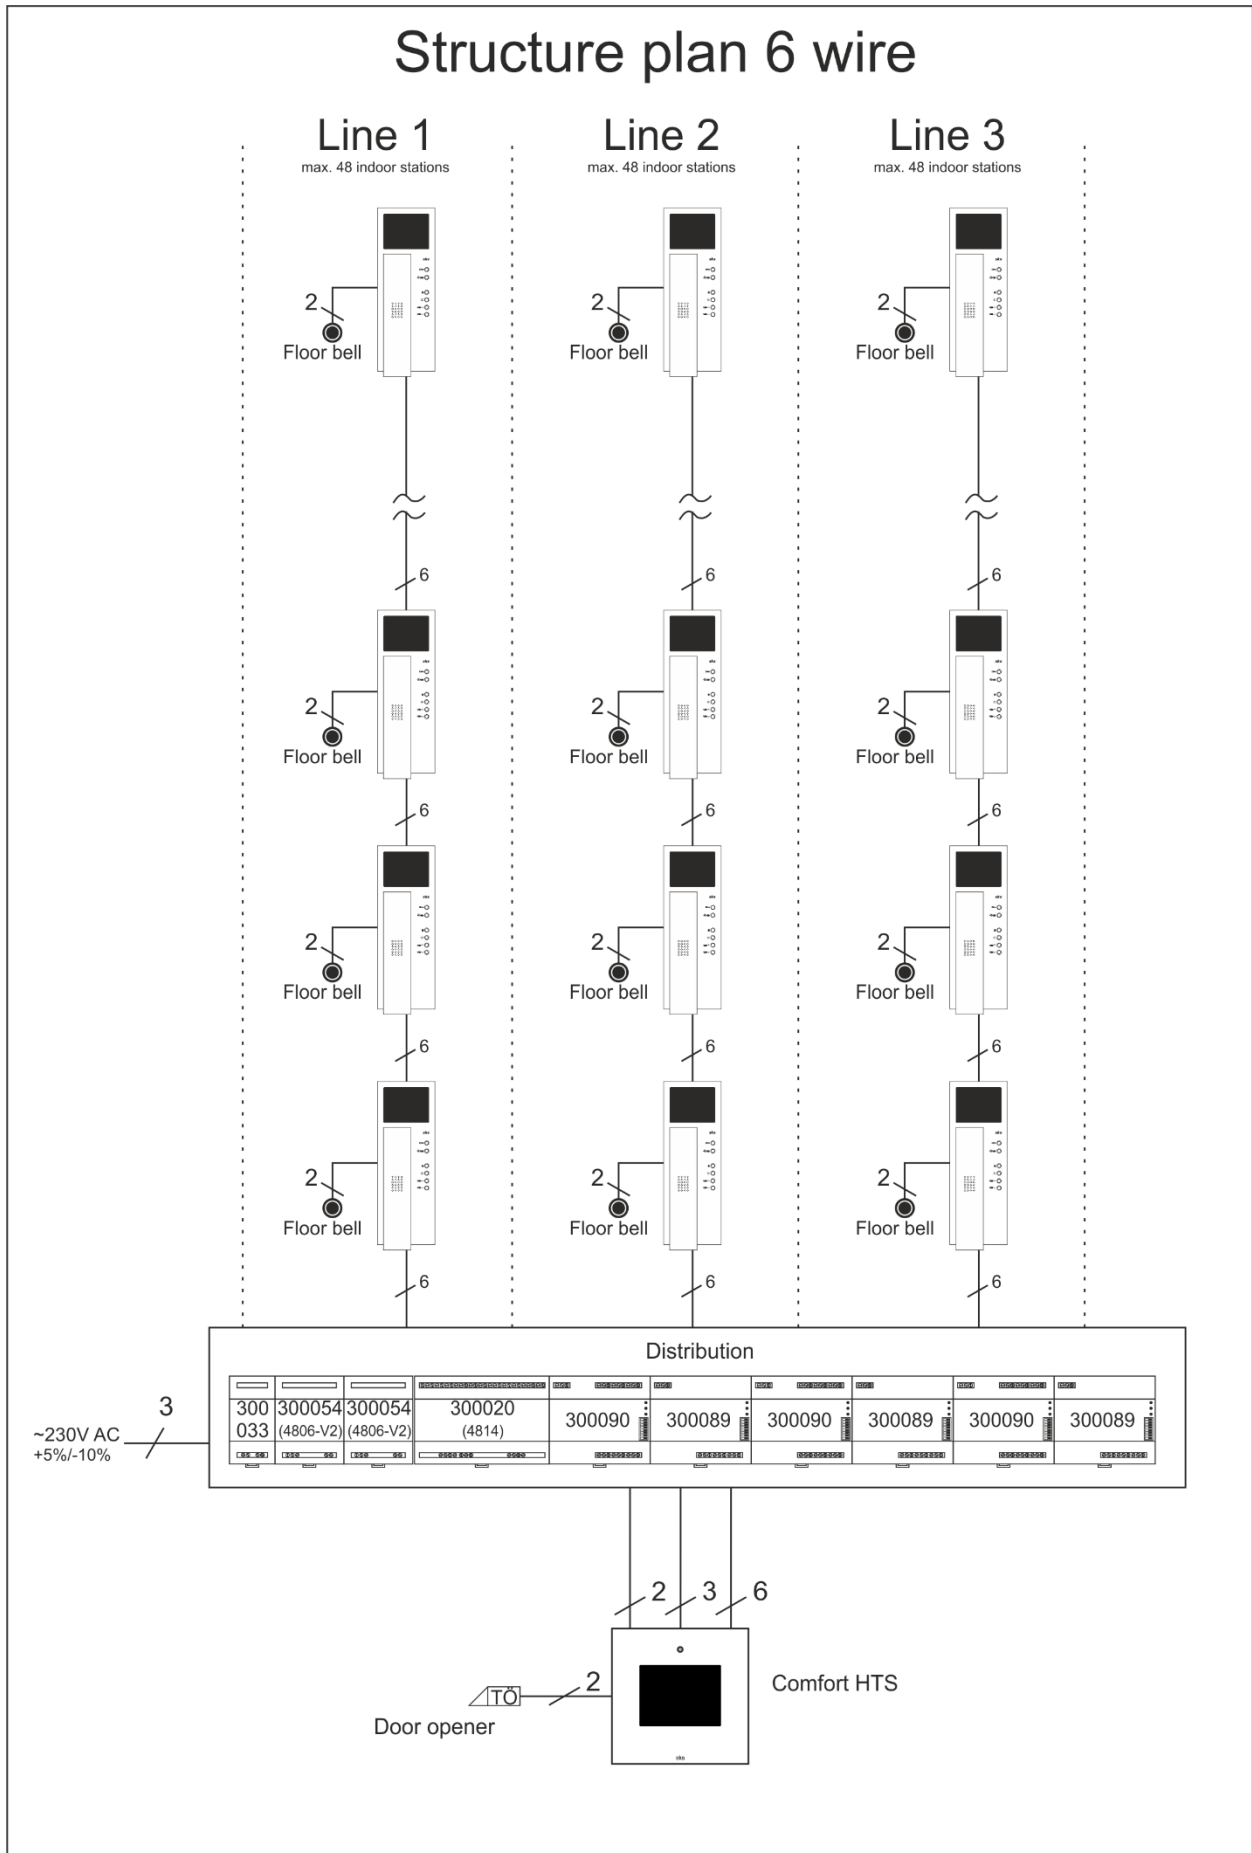 Structure plan 6 wire
Line 1
max. 48 indoor stations
Line 2
max. 48 indoor stations
Line 3
max. 48 indoor stations
2
Floor bell
2
Floor bell
2
Floor bell
6
6
6
2
Floor bell
2
Floor bell
2
Floor bell
6
6
6
2
Floor bell
2
Floor bell
2
Floor bell
6
6
6
2
Floor bell
2
Floor bell
2
Floor bell
6
6
6
Distribution
300
033
300054
(4806-V2)
300054
(4806-V2)
300020
(4814)
300090
300089
300090
300089
300090
300089
3
~230V AC
+5%/-10%
2
3
6
TÖ
2
Door opener
Comfort HTS